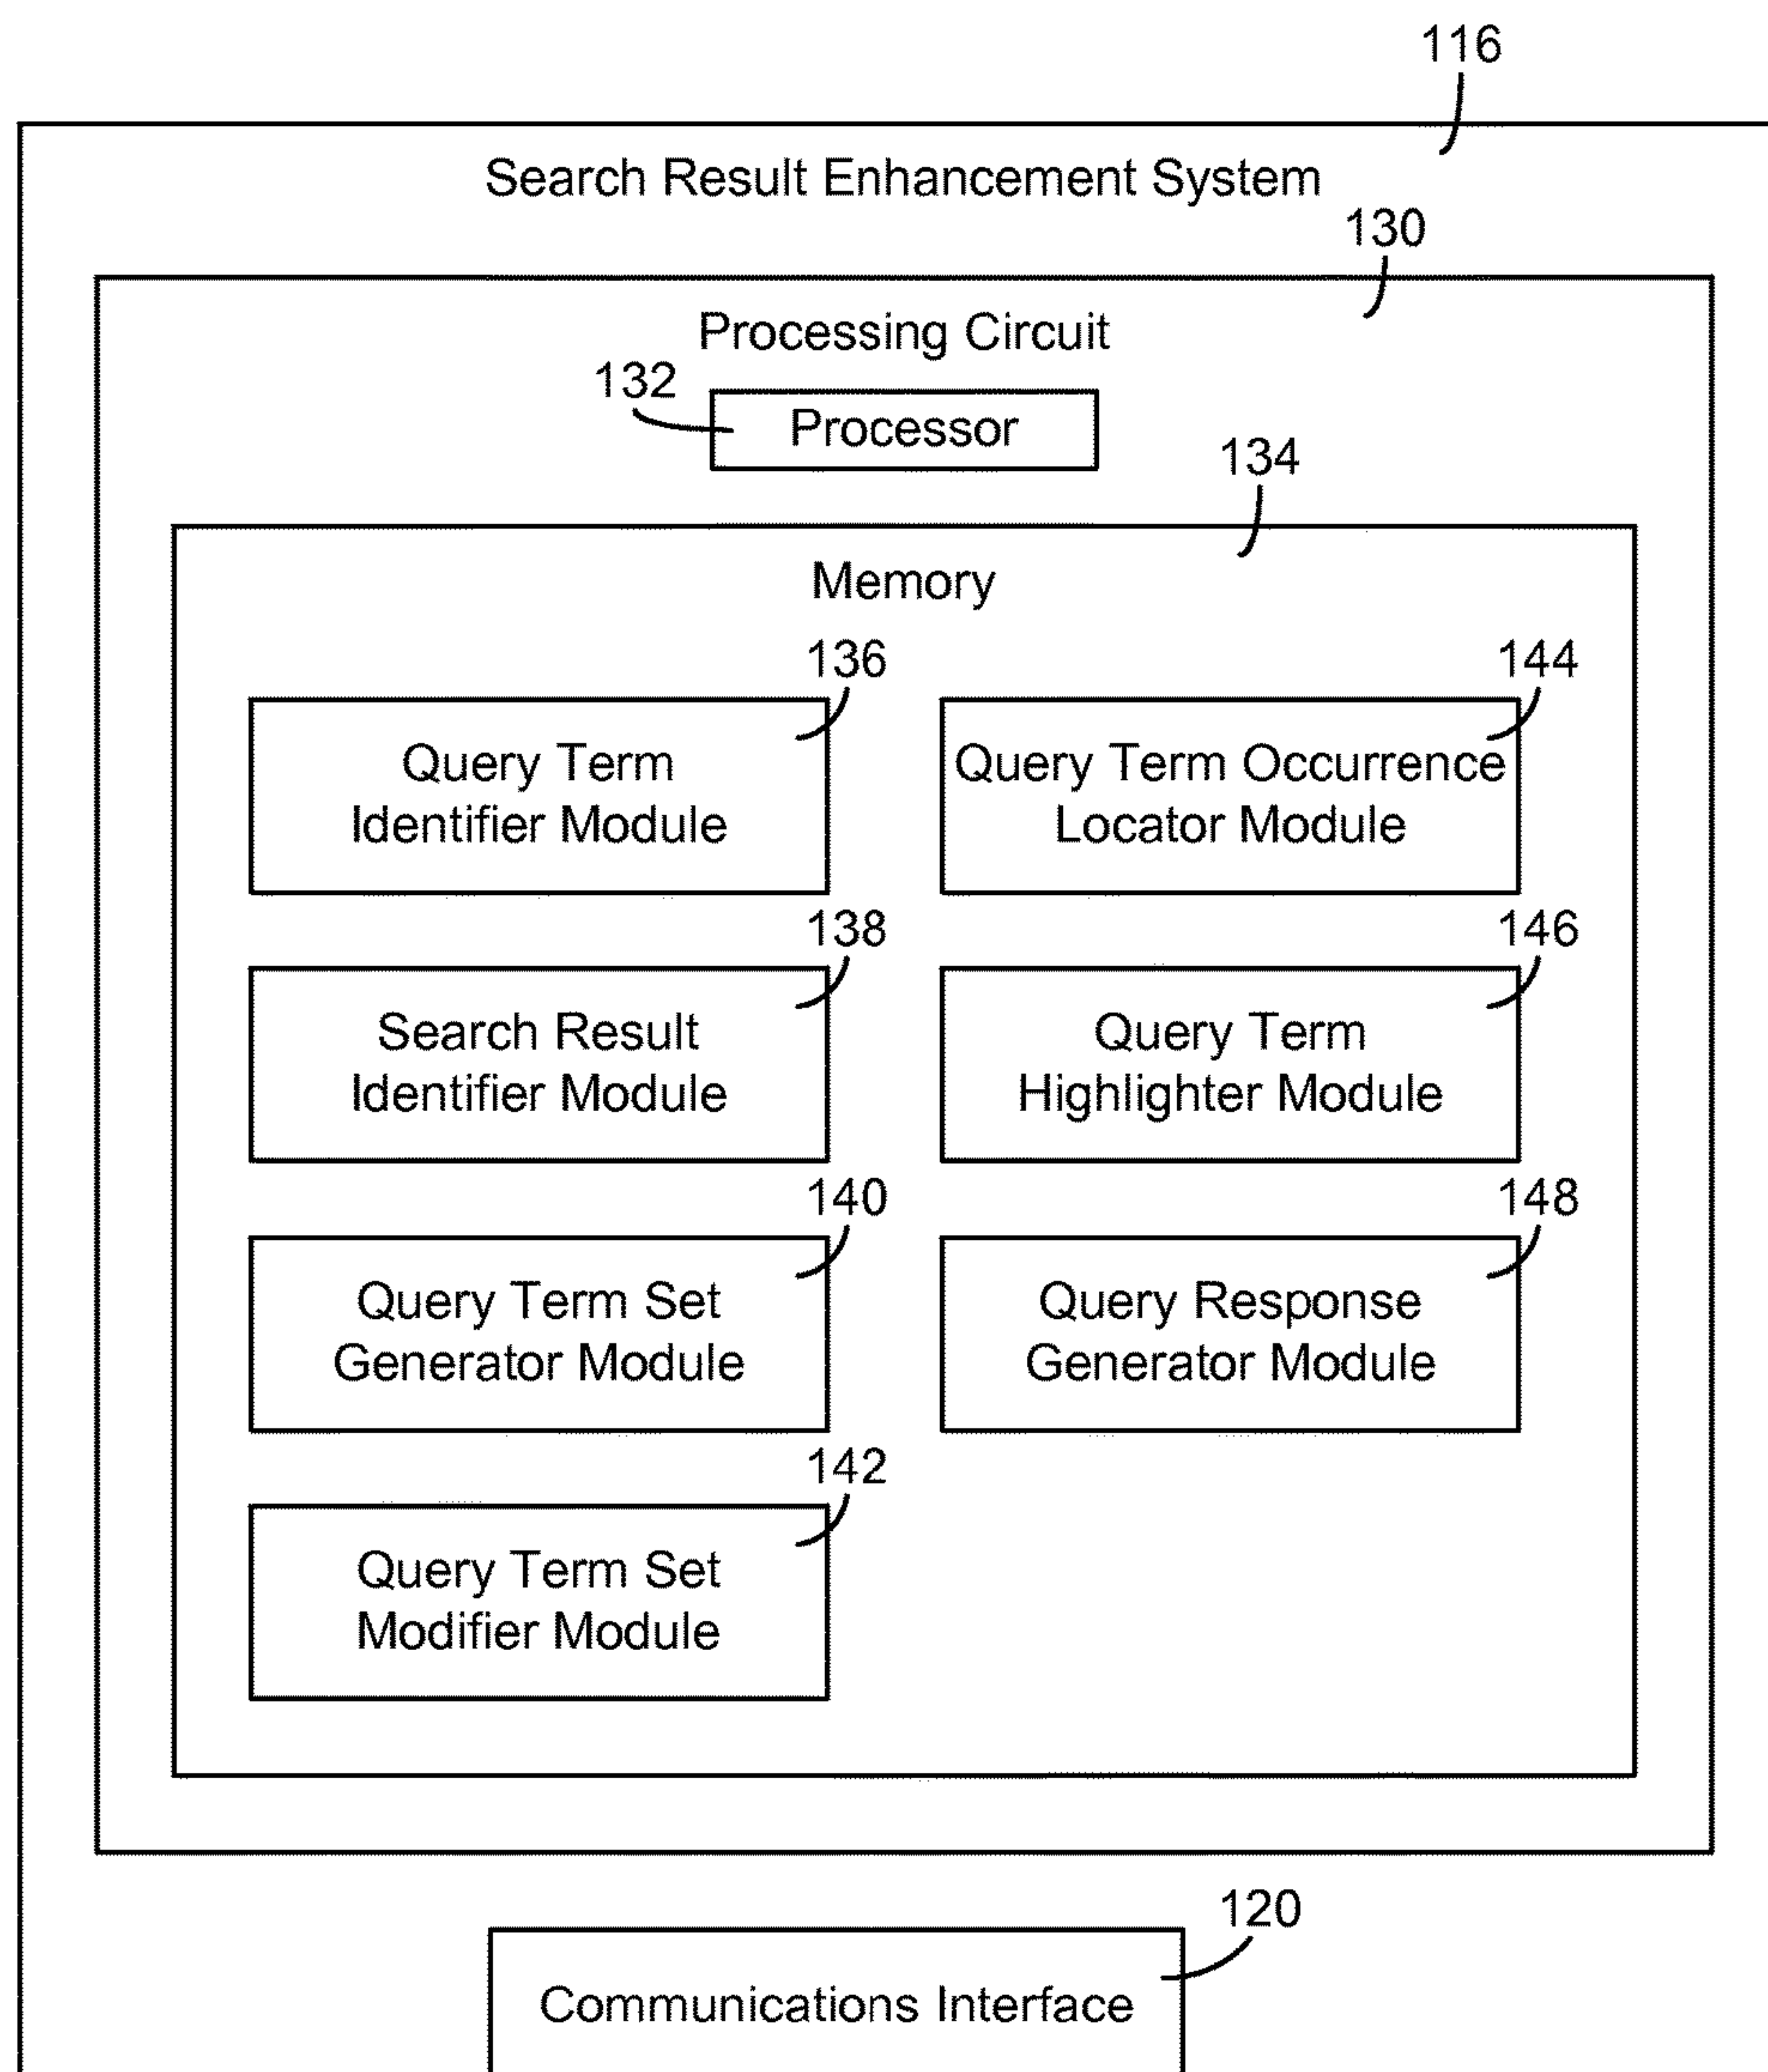 116
Search Result Enhancement System
130
Processing Circuit
132
Processor
134
Memory
136
Query Term
Identifier Module
144
Query Term Occurrence
Locator Module
138
Search Result
Identifier Module
146
Query Term
Highlighter Module
140
Query Term Set
Generator Module
148
Query Response
Generator Module
142
Query Term Set
Modifier Module
120
Communications Interface